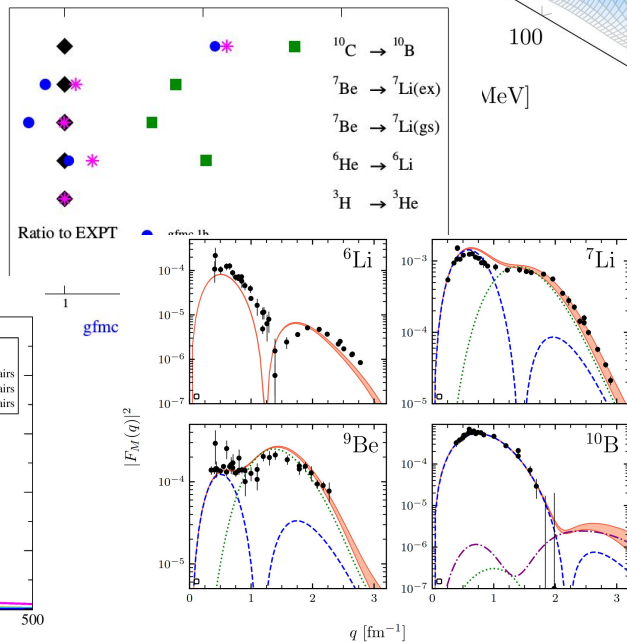 100
MeV]
¹⁰C → ¹⁰B
⁷Be → ⁷Li(ex)
⁷Be → ⁷Li(gs)
⁶He → ⁶Li
³H → ³He
Ratio to EXPT
1
gfmc
airs
airs
airs
500
⁶Li
10⁻⁴
10⁻⁵
10⁻⁶
10⁻⁷
⁷Li
10⁻³
10⁻⁴
10⁻⁵
|F_M(q)|²
⁹Be
10⁻⁴
10⁻⁵
0 1 2 3
¹⁰B
10⁻⁴
10⁻⁵
10⁻⁶
10⁻⁷
0 1 2 3
q [fm⁻¹]